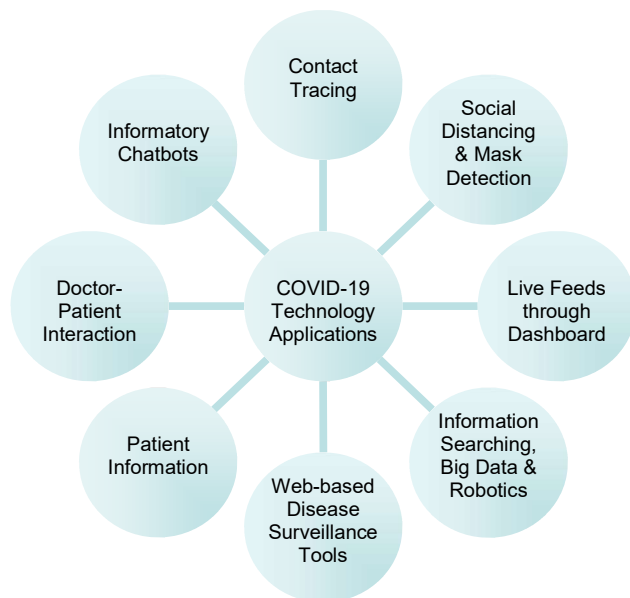 Contact
Tracing
Social
Distancing
& Mask
Detection
Live Feeds
through
Dashboard
Information
Searching,
Big Data &
Robotics
Web-based
Disease
Surveillance
Tools
Patient
Information
Doctor-
Patient
Interaction
Informatory
Chatbots
COVID-19
Technology
Applications